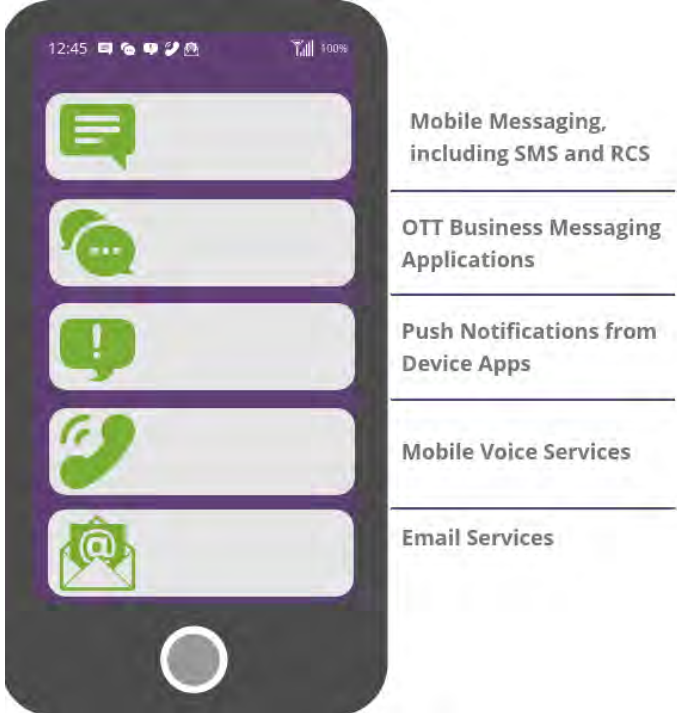 12:45
100%
Mobile Messaging,
including SMS and RCS
OTT Business Messaging
Applications
Push Notifications from
Device Apps
Mobile Voice Services
@
Email Services